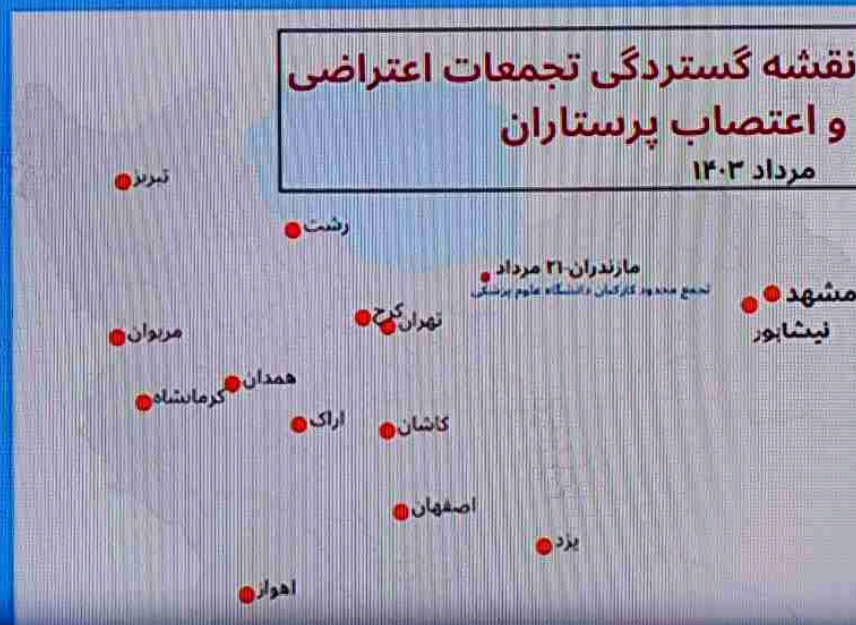 نقشه گستردگی تجمعات اعتراضی
و اعتصاب پرستاران
مرداد ۱۴۰۳
تبریز
رشت
مازندران-۲۱ مرداد
تجمع محدود کارکنان دانشگاه علوم پزشکی
مشهد
نیشابور
کرج
تهران
مریوان
همدان
کرمانشاه
اراک
کاشان
اصفهان
یزد
اهواز